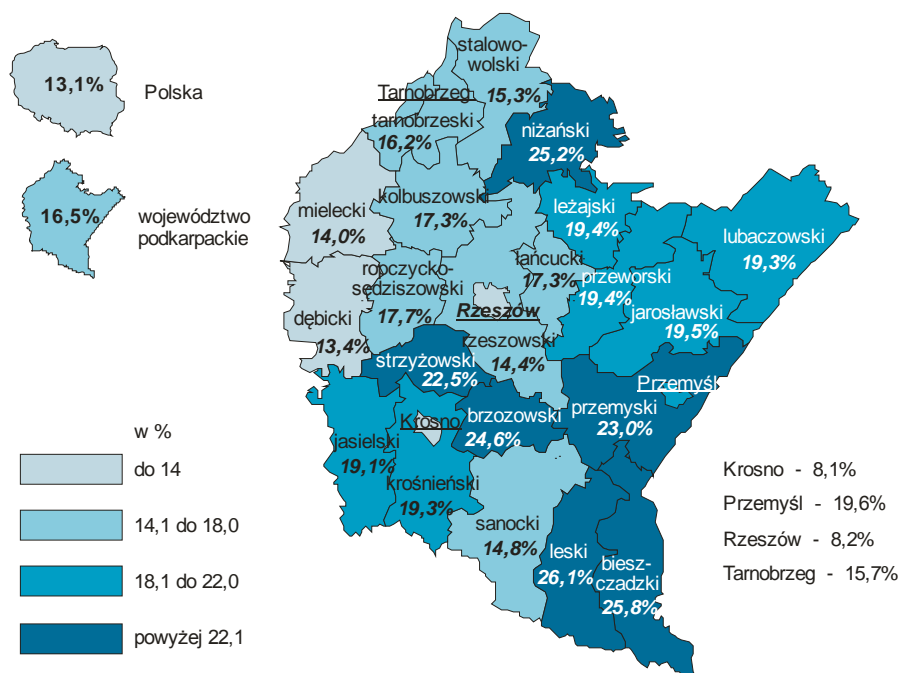 13,1%
Polska
16,5%
województwo
podkarpackie
stalowo-
wolski
15,3%
Tarnobrzeg
tarnobrzeski
16,2%
niżański
25,2%
mielecki
14,0%
kolbuszowski
17,3%
leżajski
19,4%
lubaczowski
19,3%
łańcucki
17,3%
ropczycko-
sędziszowski
17,7%
przeworski
19,4%
jarosławski
19,5%
dębicki
13,4%
Rzeszów
rzeszowski
14,4%
strzyżowski
22,5%
Przemyśl
przemyski
23,0%
brzozowski
24,6%
Krosno
jasielski
19,1%
krośnieński
19,3%
sanocki
14,8%
leski
26,1%
biesz-
czadzki
25,8%
w %
do 14
14,1 do 18,0
18,1 do 22,0
powyżej 22,1
Krosno - 8,1%
Przemyśl - 19,6%
Rzeszów - 8,2%
Tarnobrzeg - 15,7%